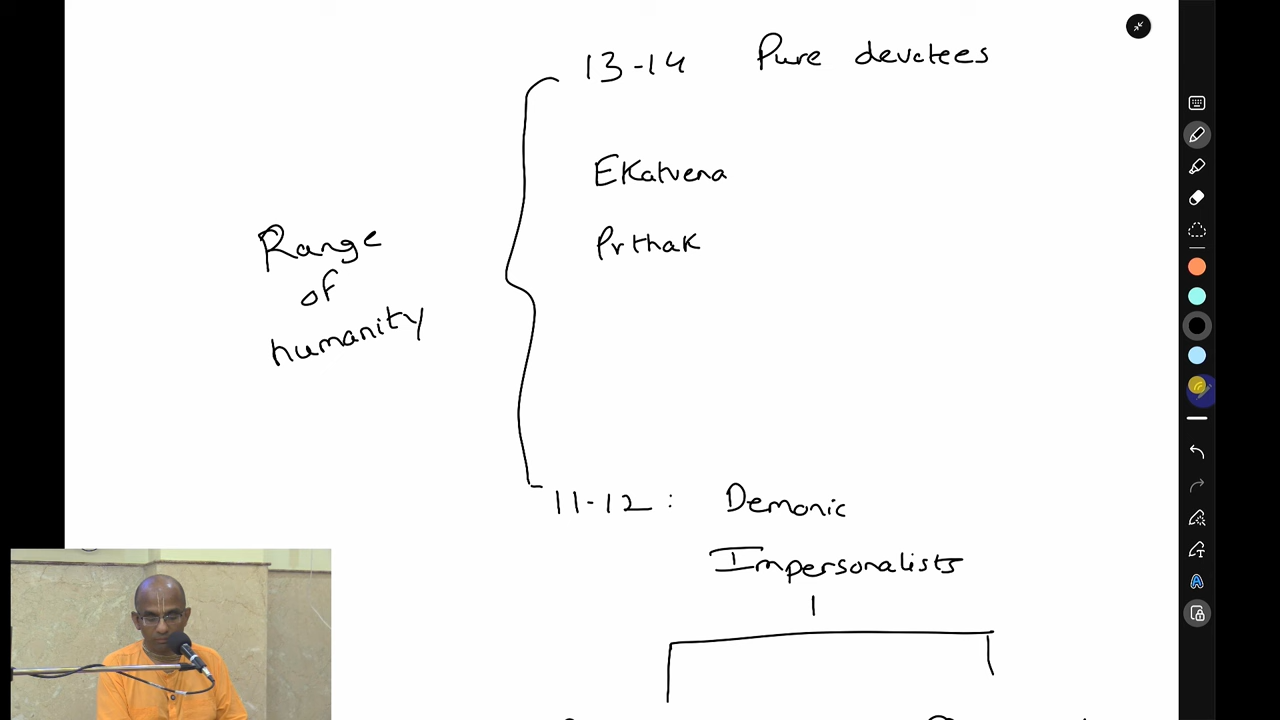 13-14 Pure devotees
Ekatvena
Prthak
Range
of
humanity
11-12: Demonic
Impersonalists